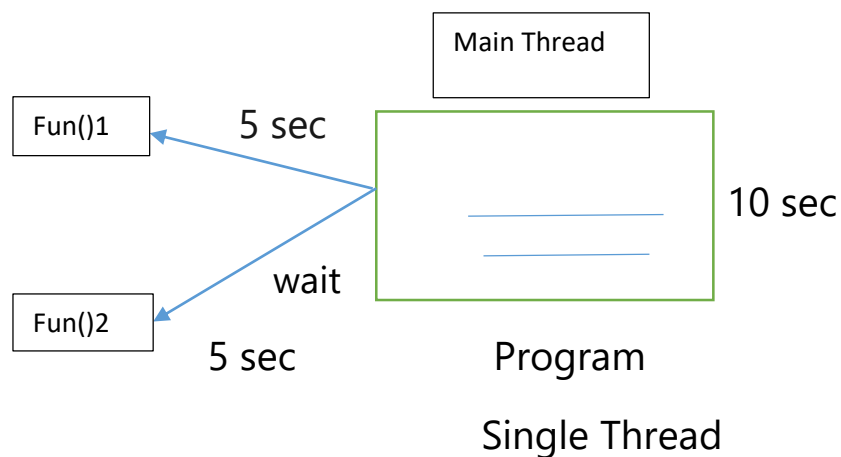 Main Thread
Fun()1
5 sec
10 sec
wait
Fun()2
5 sec
Program
Single Thread